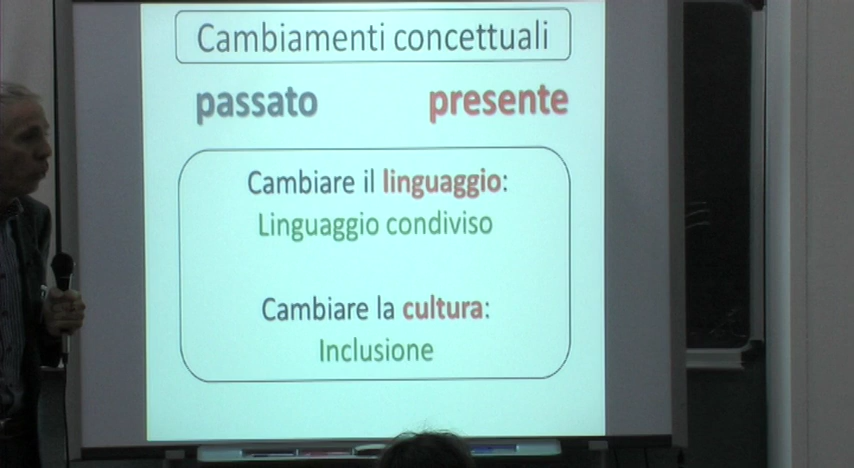 Cambiamenti concettuali
passato presente
Cambiare il linguaggio:
Linguaggio condiviso
Cambiare la cultura:
Inclusione